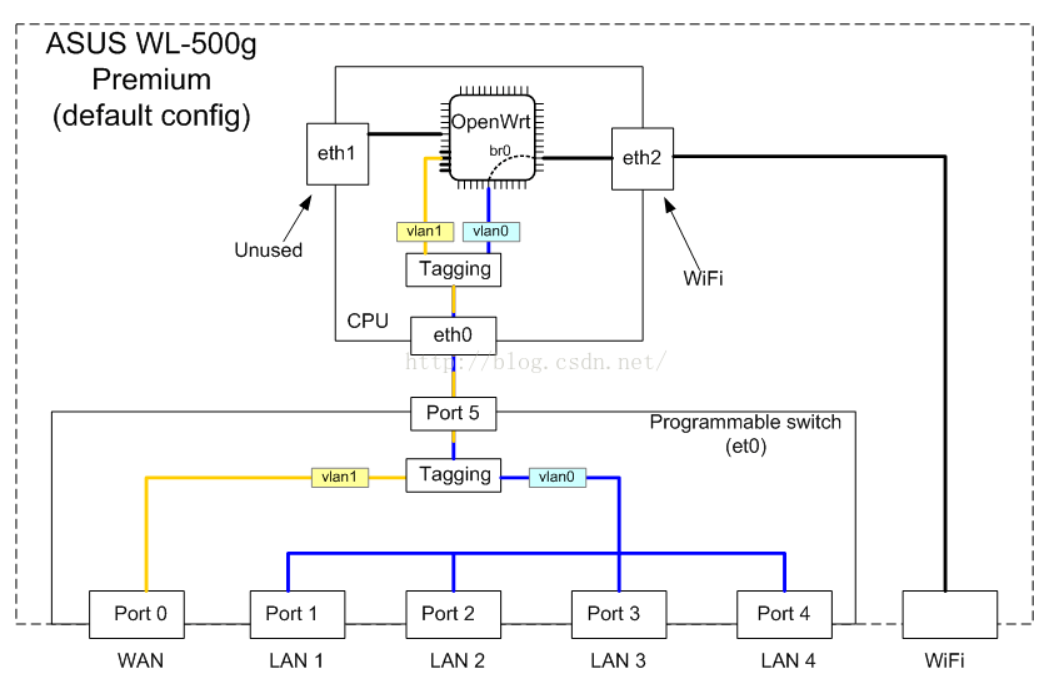 ASUS WL-500g
Premium
(default config)
OpenWrt
br0
eth1
eth2
Unused
vlan1
vlan0
Tagging
WiFi
CPU
eth0
http://blog.csdn.net/
Port 5
Programmable switch
(et0)
Tagging
vlan1
vlan0
Port 0
Port 1
Port 2
Port 3
Port 4
WAN
LAN 1
LAN 2
LAN 3
LAN 4
WiFi